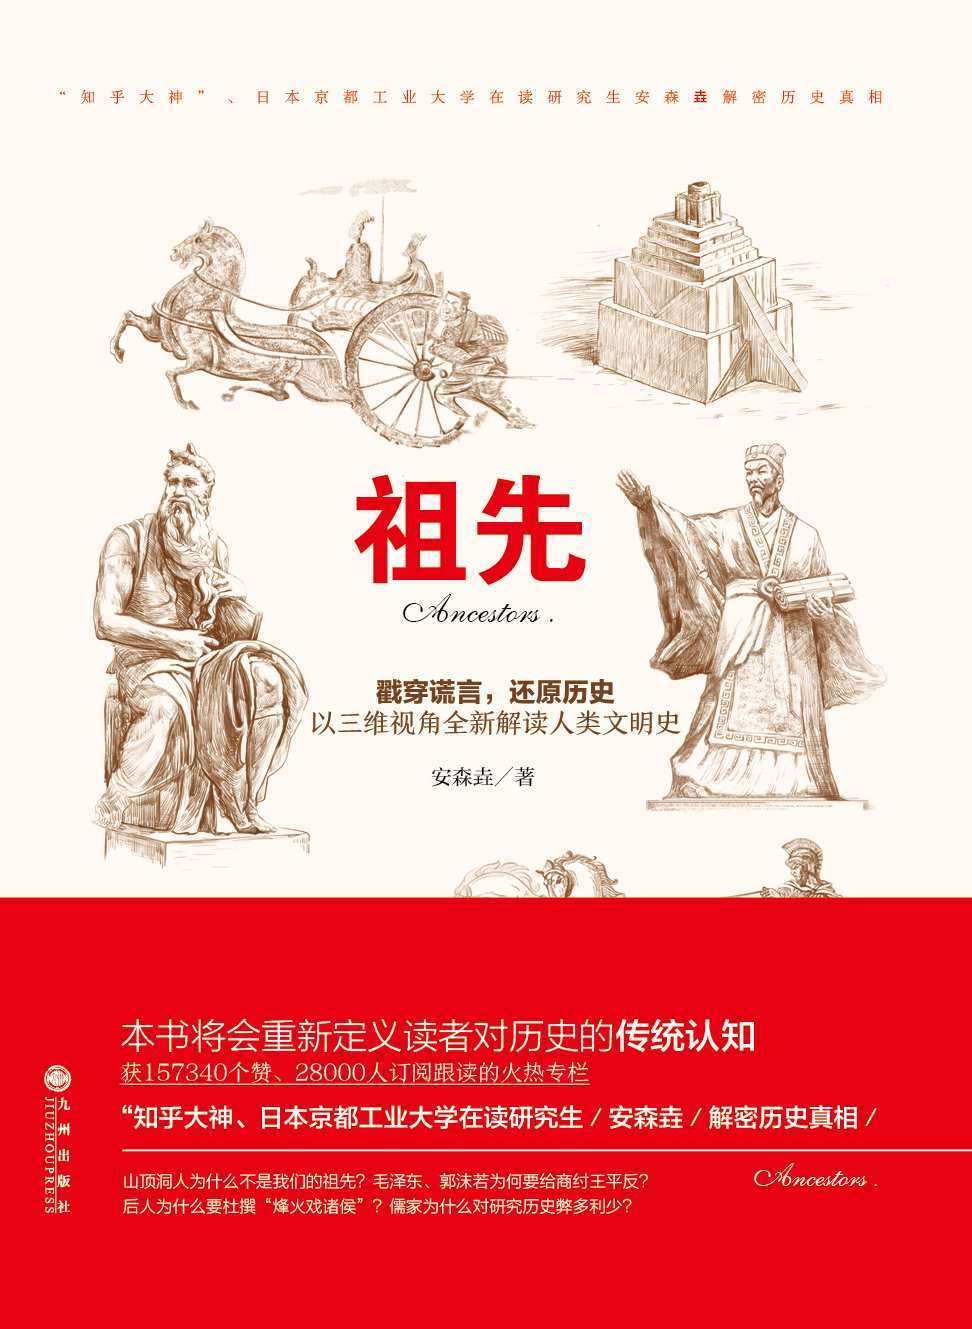 “知乎大神”、日本京都工业大学在读研究生安森垚解密历史真相
祖先
Ancestors .
戳穿谎言，还原历史
以三维视角全新解读人类文明史
安森垚／著
本书将会重新定义读者对历史的传统认知
获157340个赞、28000人订阅跟读的火热专栏
“知乎大神、日本京都工业大学在读研究生 / 安森垚 / 解密历史真相 /
山顶洞人为什么不是我们的祖先？毛泽东、郭沫若为何要给商纣王平反？
后人为什么要杜撰“烽火戏诸侯”？儒家为什么对研究历史弊多利少？
Ancestors .
九州出版社
JIUZHOUPRESS